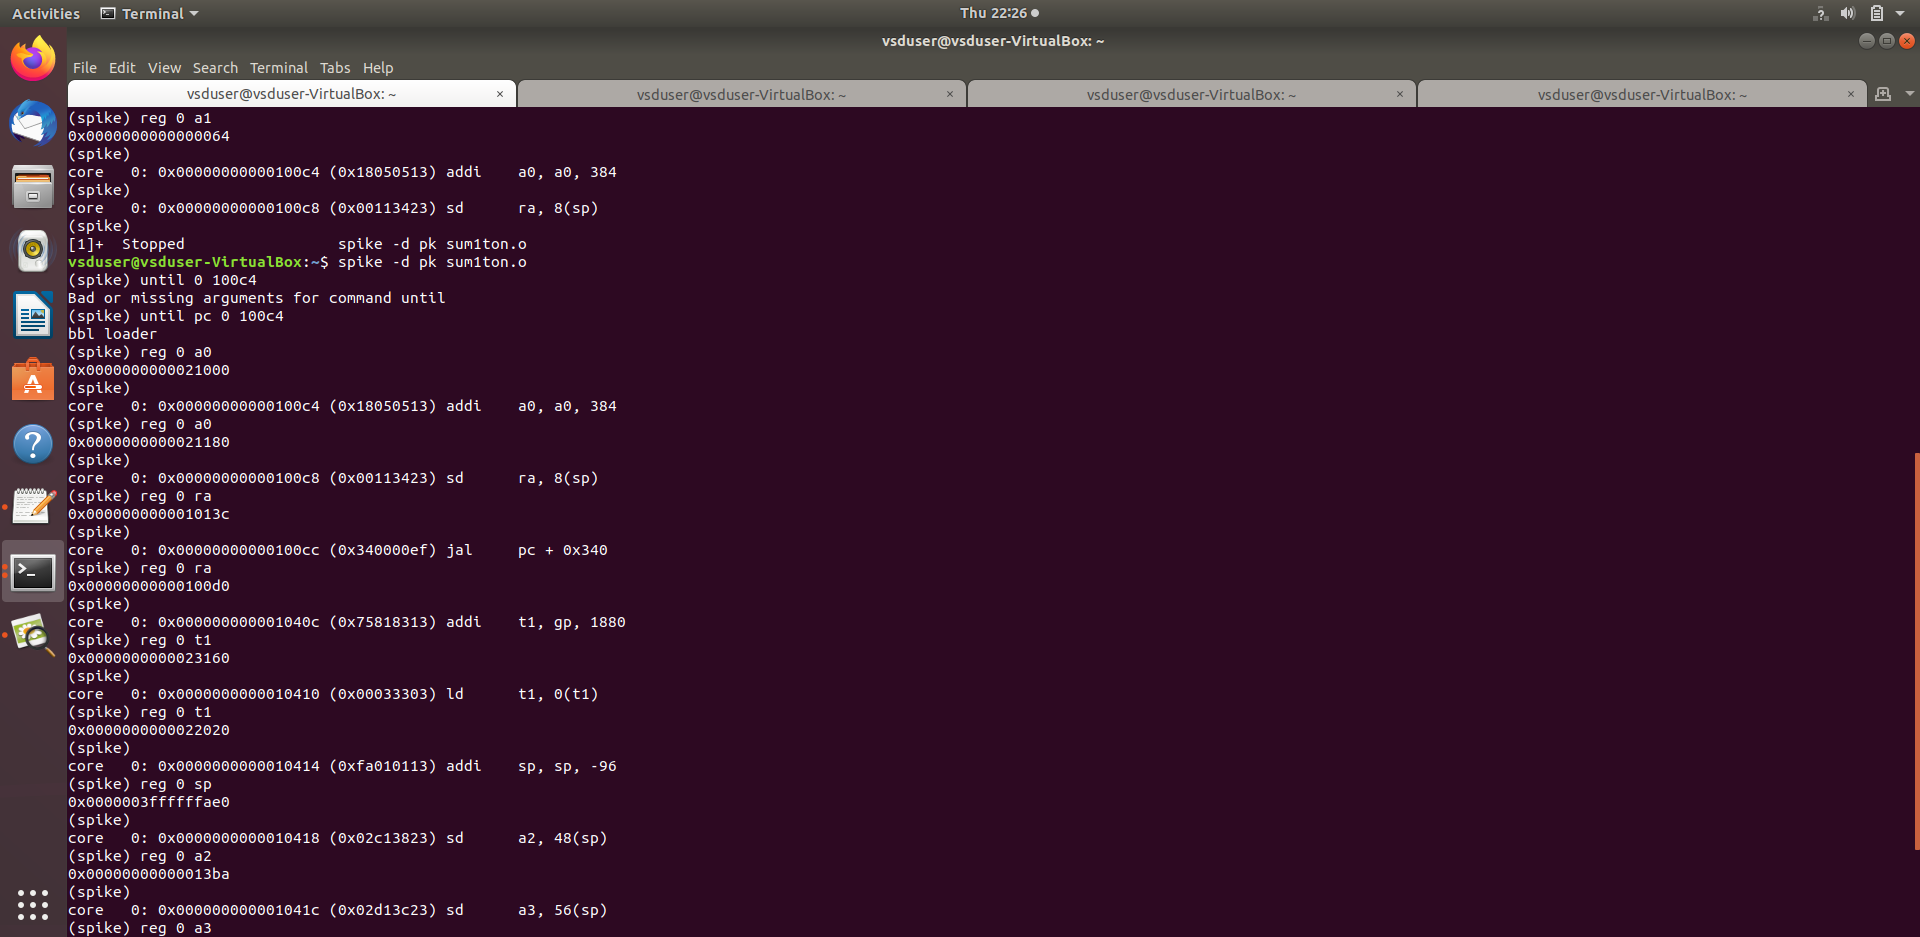 Activities Terminal Thu 22:26
vsduser@vsduser-VirtualBox: ~
File Edit View Search Terminal Tabs Help
vsduser@vsduser-VirtualBox: ~ × vsduser@vsduser-VirtualBox: ~ × vsduser@vsduser-VirtualBox: ~ × vsduser@vsduser-VirtualBox: ~ ×
(spike) reg 0 a1
0x0000000000000064
(spike)
core   0: 0x00000000000100c4 (0x18050513) addi    a0, a0, 384
(spike)
core   0: 0x00000000000100c8 (0x00113423) sd      ra, 8(sp)
(spike)
[1]+  Stopped                 spike -d pk sum1ton.o
vsduser@vsduser-VirtualBox:~$ spike -d pk sum1ton.o
(spike) until 0 100c4
Bad or missing arguments for command until
(spike) until pc 0 100c4
bbl loader
(spike) reg 0 a0
0x0000000000021000
(spike)
core   0: 0x00000000000100c4 (0x18050513) addi    a0, a0, 384
(spike) reg 0 a0
0x0000000000021180
(spike)
core   0: 0x00000000000100c8 (0x00113423) sd      ra, 8(sp)
(spike) reg 0 ra
0x000000000001013c
(spike)
core   0: 0x00000000000100cc (0x340000ef) jal     pc + 0x340
(spike) reg 0 ra
0x00000000000100d0
(spike)
core   0: 0x000000000001040c (0x75818313) addi    t1, gp, 1880
(spike) reg 0 t1
0x0000000000023160
(spike)
core   0: 0x0000000000010410 (0x00033303) ld      t1, 0(t1)
(spike) reg 0 t1
0x0000000000022020
(spike)
core   0: 0x0000000000010414 (0xfa010113) addi    sp, sp, -96
(spike) reg 0 sp
0x0000003ffffffae0
(spike)
core   0: 0x0000000000010418 (0x02c13823) sd      a2, 48(sp)
(spike) reg 0 a2
0x00000000000013ba
(spike)
core   0: 0x000000000001041c (0x02d13c23) sd      a3, 56(sp)
(spike) reg 0 a3